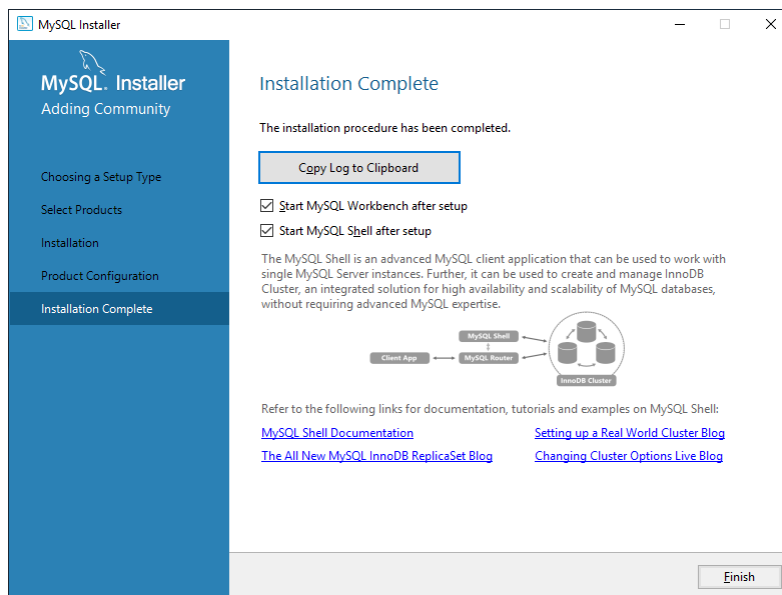 MySQL Installer
MySQL. Installer
Adding Community
Choosing a Setup Type
Select Products
Installation
Product Configuration
Installation Complete
Installation Complete
The installation procedure has been completed.
Copy Log to Clipboard
Start MySQL Workbench after setup
Start MySQL Shell after setup
The MySQL Shell is an advanced MySQL client application that can be used to work with
single MySQL Server instances. Further, it can be used to create and manage InnoDB
Cluster, an integrated solution for high availability and scalability of MySQL databases,
without requiring advanced MySQL expertise.
MySQL Shell
Client App
MySQL Router
InnoDB Cluster
Refer to the following links for documentation, tutorials and examples on MySQL Shell:
MySQL Shell Documentation
Setting up a Real World Cluster Blog
The All New MySQL InnoDB ReplicaSet Blog
Changing Cluster Options Live Blog
Finish